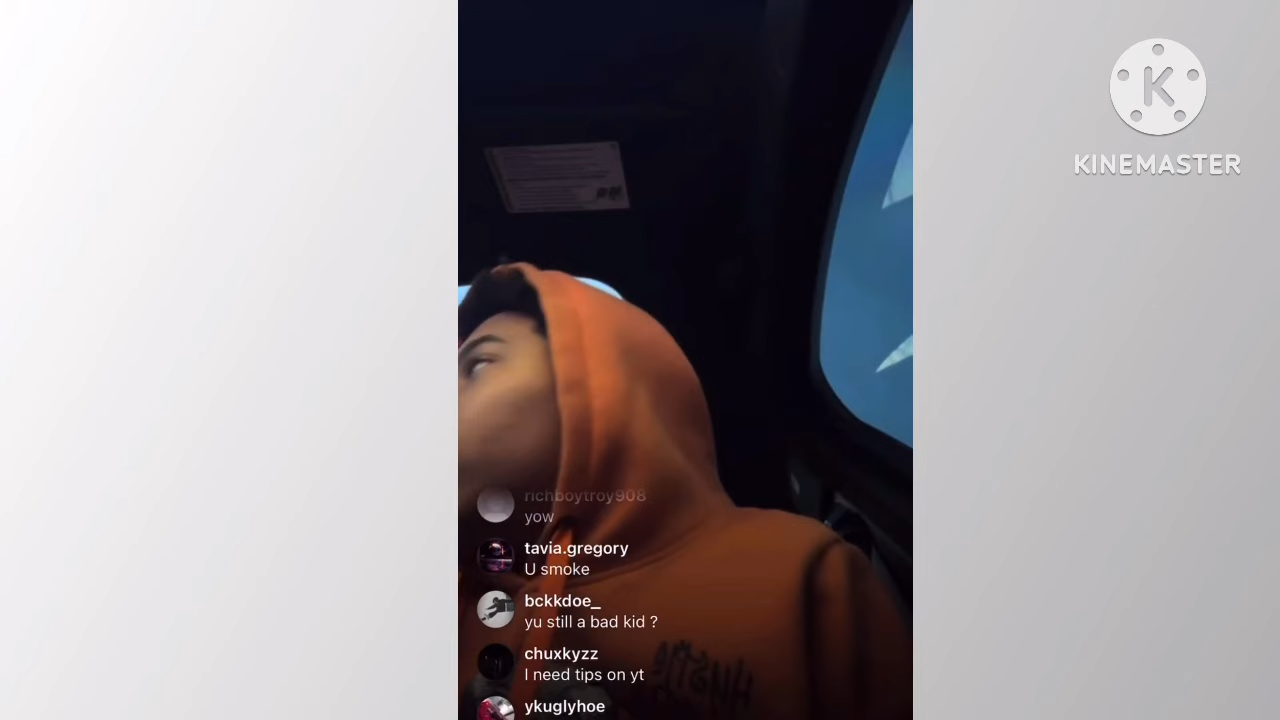 KINEMASTER
richboytroy908
yow
tavia.gregory
U smoke
bckkdoe_
yu still a bad kid ?
chuxkyzz
I need tips on yt
ykuglyhoe